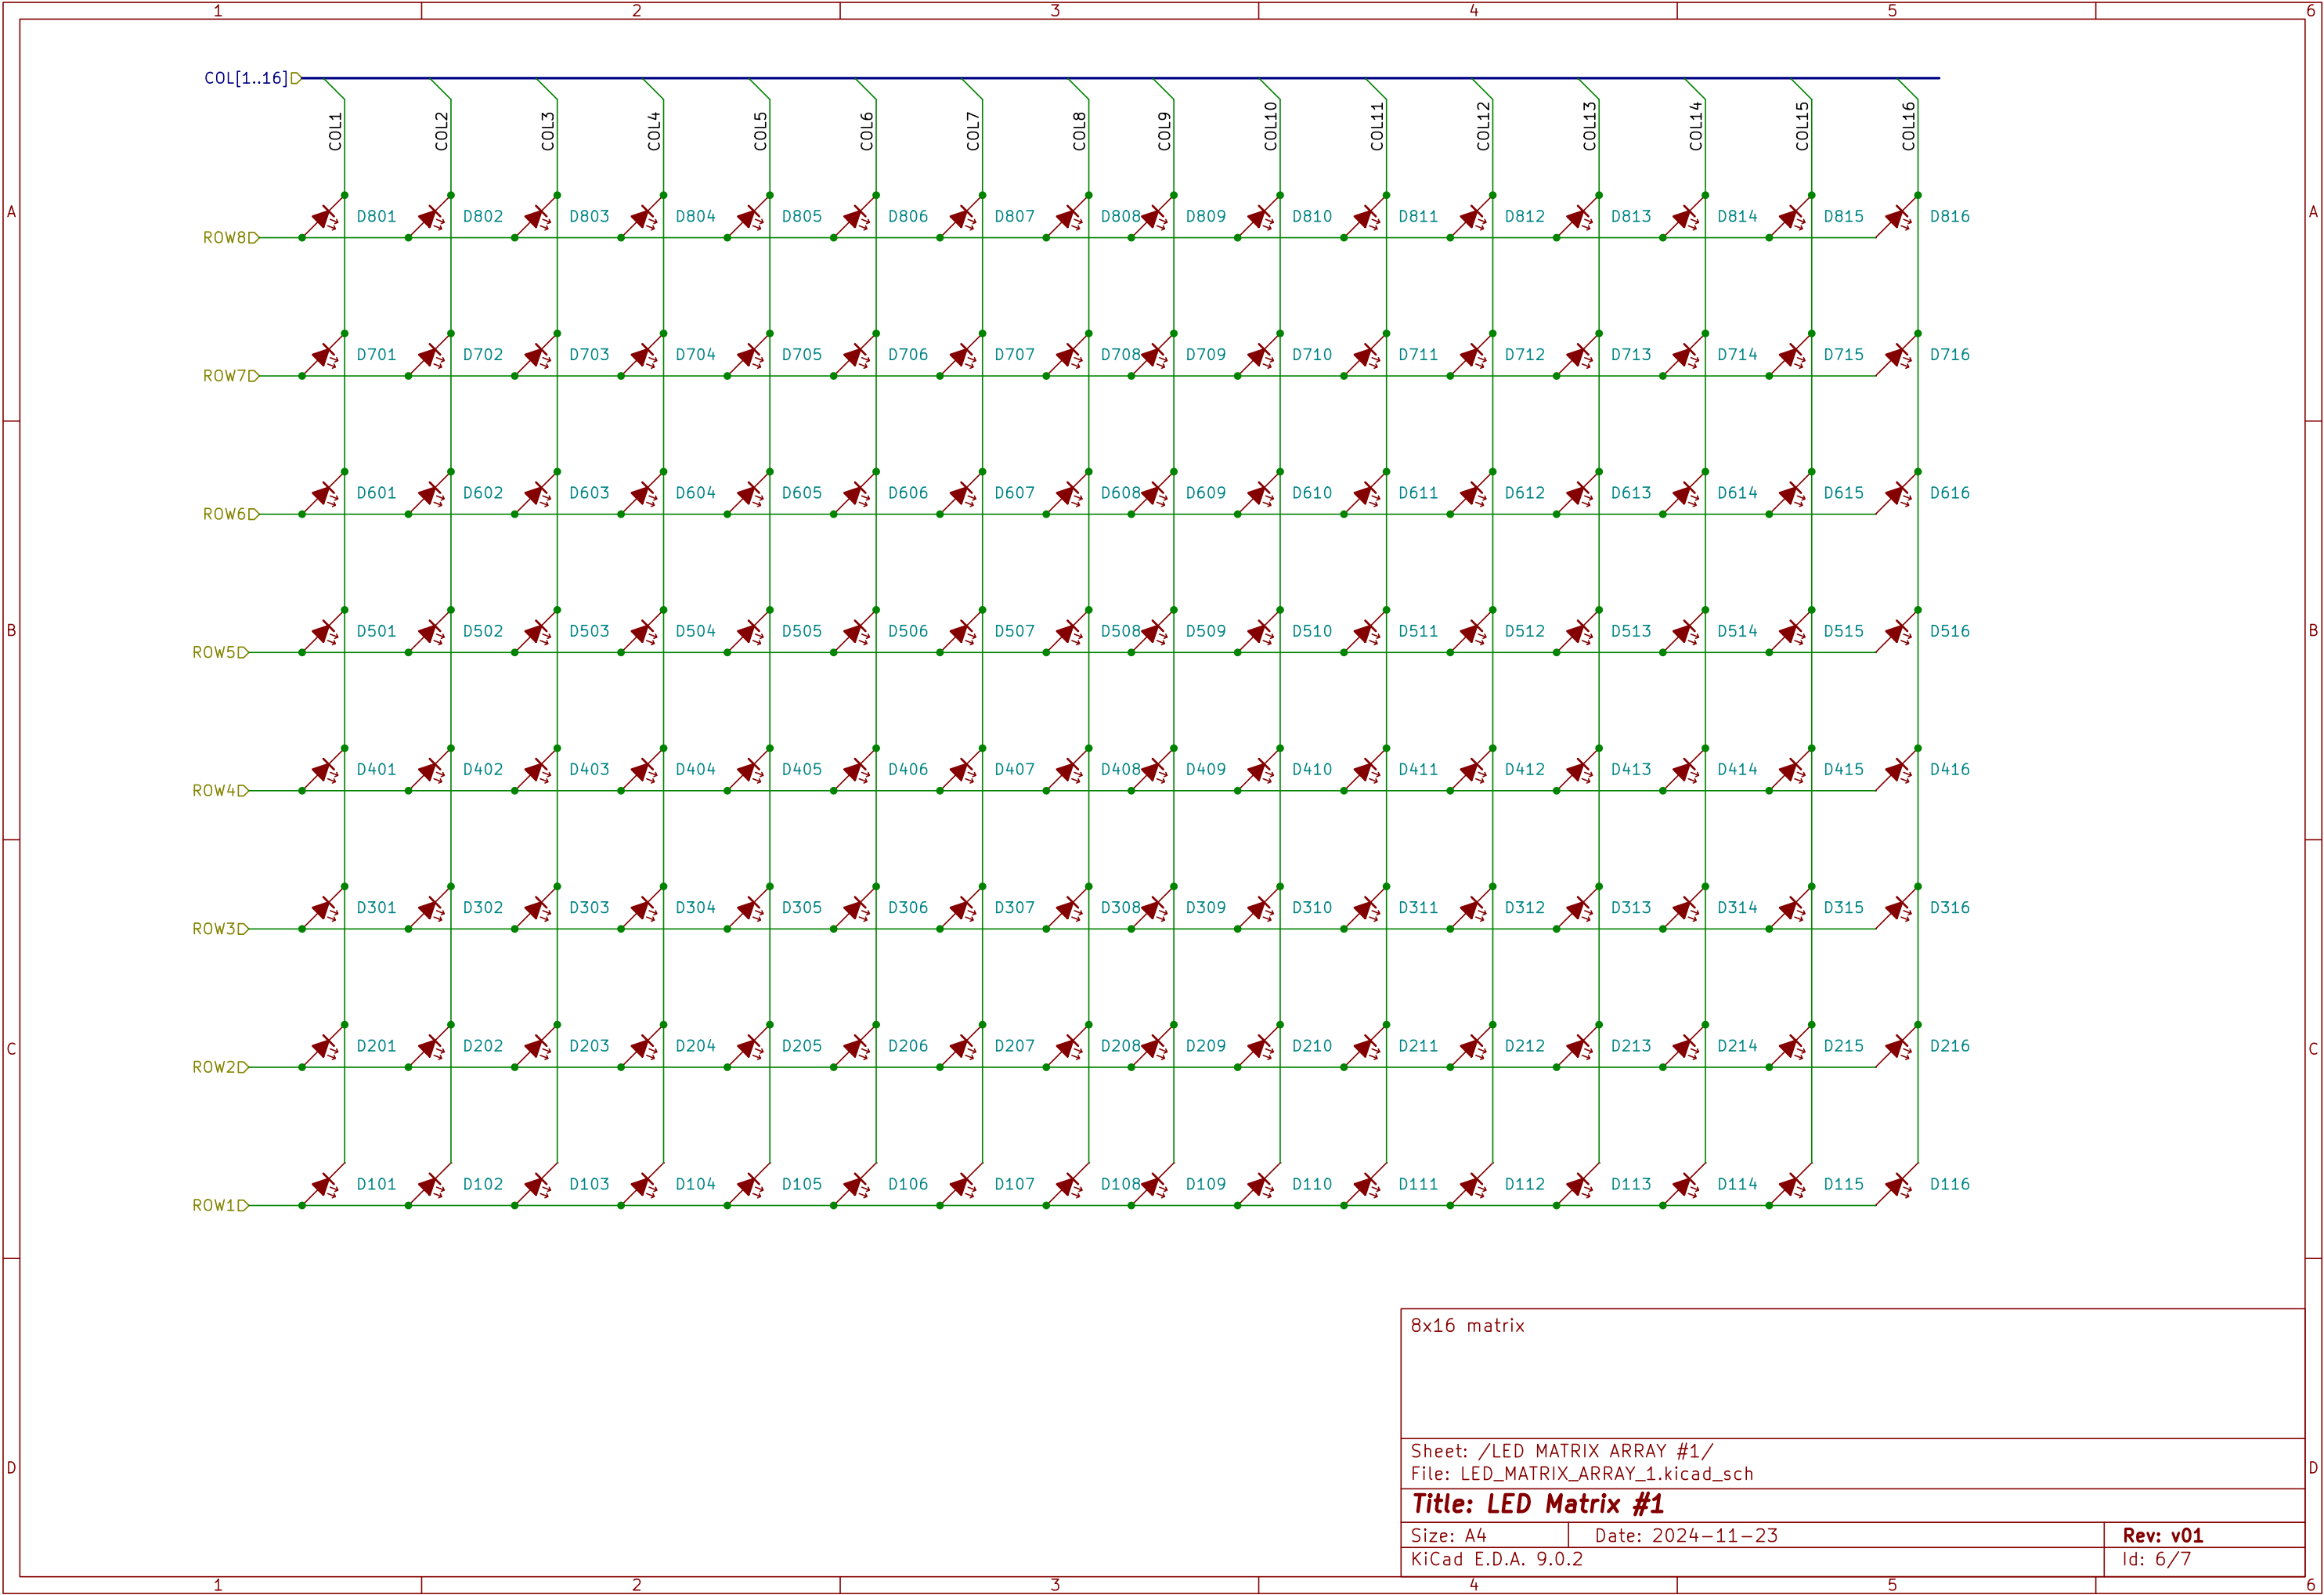 1 2 3 4 5 6
COL[1..16]
COL1 COL2 COL3 COL4 COL5 COL6 COL7 COL8 COL9 COL10 COL11 COL12 COL13 COL14 COL15 COL16
A D801 D802 D803 D804 D805 D806 D807 D808 D809 D810 D811 D812 D813 D814 D815 D816 A
ROW8
D701 D702 D703 D704 D705 D706 D707 D708 D709 D710 D711 D712 D713 D714 D715 D716
ROW7
D601 D602 D603 D604 D605 D606 D607 D608 D609 D610 D611 D612 D613 D614 D615 D616
ROW6
B D501 D502 D503 D504 D505 D506 D507 D508 D509 D510 D511 D512 D513 D514 D515 D516 B
ROW5
D401 D402 D403 D404 D405 D406 D407 D408 D409 D410 D411 D412 D413 D414 D415 D416
ROW4
D301 D302 D303 D304 D305 D306 D307 D308 D309 D310 D311 D312 D313 D314 D315 D316
ROW3
C D201 D202 D203 D204 D205 D206 D207 D208 D209 D210 D211 D212 D213 D214 D215 D216 C
ROW2
D101 D102 D103 D104 D105 D106 D107 D108 D109 D110 D111 D112 D113 D114 D115 D116
ROW1
8x16 matrix
Sheet: /LED MATRIX ARRAY #1/
D D
File: LED_MATRIX_ARRAY_1.kicad_sch
Title: LED Matrix #1
Size: A4 Date: 2024-11-23 Rev: v01
KiCad E.D.A. 9.0.2 Id: 6/7
1 2 3 4 5 6